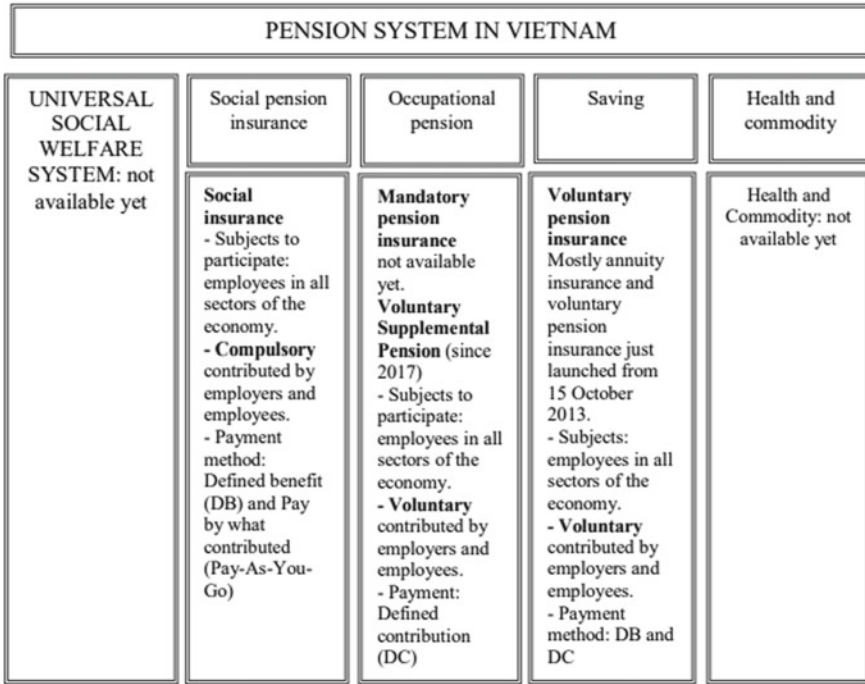 PENSION SYSTEM IN VIETNAM
UNIVERSAL
SOCIAL
WELFARE
SYSTEM: not
available yet
Social pension
insurance
Occupational
pension
Saving
Health and
commodity
Social
insurance
- Subjects to
participate:
employees in all
sectors of the
economy.
- Compulsory
contributed by
employers and
employees.
- Payment
method:
Defined benefit
(DB) and Pay
by what
contributed
(Pay-As-You-
Go)
Mandatory
pension
insurance
not available
yet.
Voluntary
Supplemental
Pension (since
2017)
- Subjects to
participate:
employees in all
sectors of the
economy.
- Voluntary
contributed by
employers and
employees.
- Payment:
Defined
contribution
(DC)
Voluntary
pension
insurance
Mostly annuity
insurance and
voluntary
pension
insurance just
launched from
15 October
2013.
- Subjects:
employees in all
sectors of the
economy.
- Voluntary
contributed by
employers and
employees.
- Payment
method: DB and
DC
Health and
Commodity: not
available yet